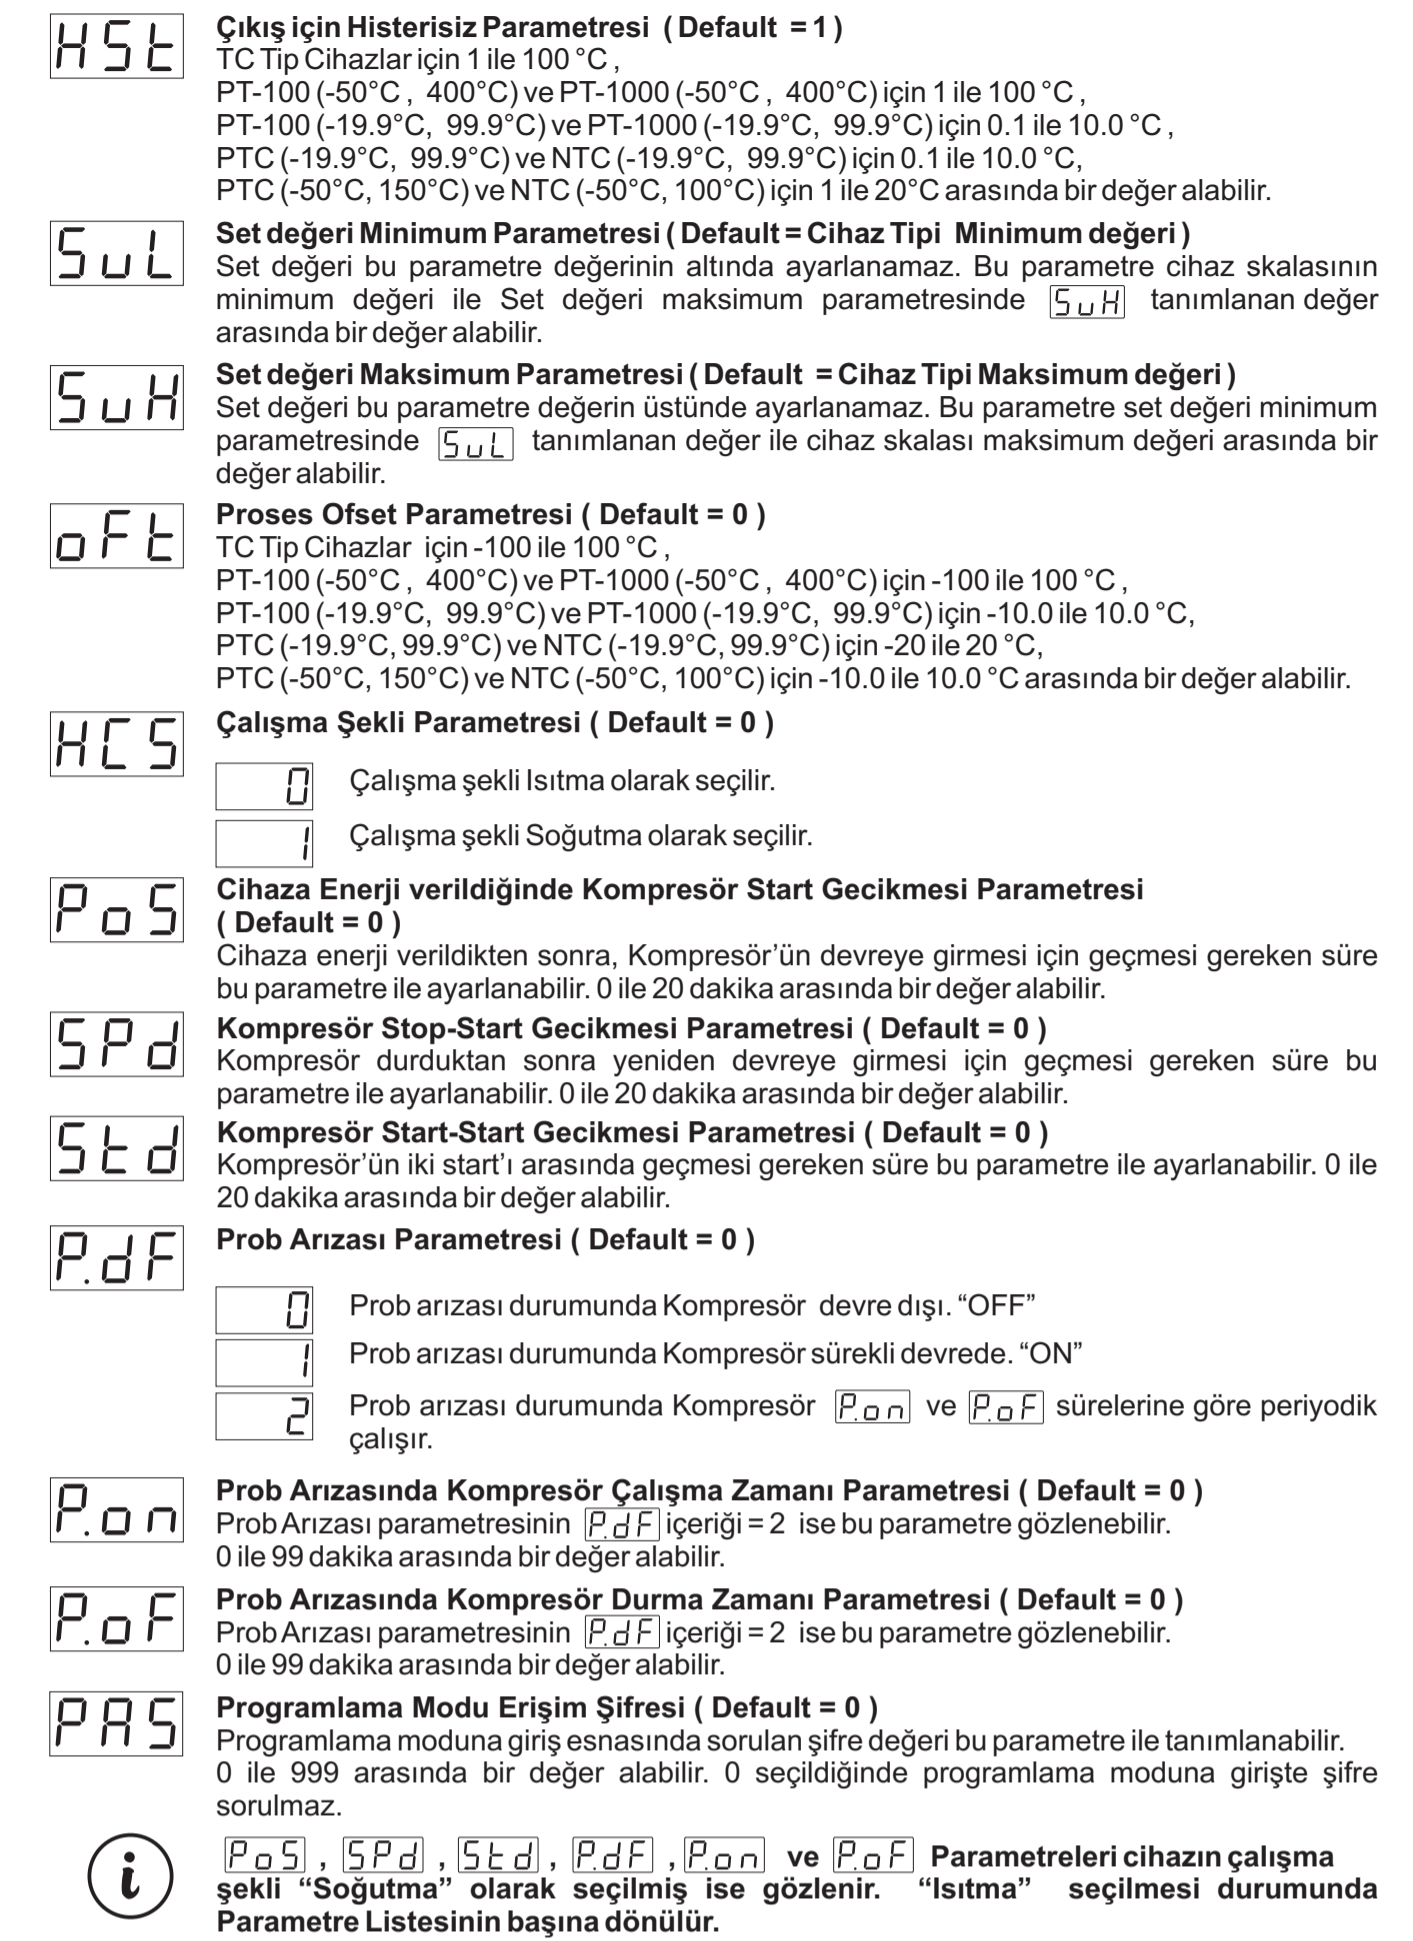 HSt Çıkış için Histerisiz Parametresi ( Default = 1 )
TC Tip Cihazlar için 1 ile 100 °C ,
PT-100 (-50°C , 400°C) ve PT-1000 (-50°C , 400°C) için 1 ile 100 °C ,
PT-100 (-19.9°C, 99.9°C) ve PT-1000 (-19.9°C, 99.9°C) için 0.1 ile 10.0 °C ,
PTC (-19.9°C, 99.9°C) ve NTC (-19.9°C, 99.9°C) için 0.1 ile 10.0 °C,
PTC (-50°C, 150°C) ve NTC (-50°C, 100°C) için 1 ile 20°C arasında bir değer alabilir.
SuL Set değeri Minimum Parametresi ( Default = Cihaz Tipi Minimum değeri )
Set değeri bu parametre değerinin altında ayarlanamaz. Bu parametre cihaz skalasının
minimum değeri ile Set değeri maksimum parametresinde SuH tanımlanan değer
arasında bir değer alabilir.
SuH Set değeri Maksimum Parametresi ( Default = Cihaz Tipi Maksimum değeri )
Set değeri bu parametre değerin üstünde ayarlanamaz. Bu parametre set değeri minimum
parametresinde SuL tanımlanan değer ile cihaz skalası maksimum değeri arasında bir
değer alabilir.
oFt Proses Ofset Parametresi ( Default = 0 )
TC Tip Cihazlar için -100 ile 100 °C ,
PT-100 (-50°C , 400°C) ve PT-1000 (-50°C , 400°C) için -100 ile 100 °C ,
PT-100 (-19.9°C, 99.9°C) ve PT-1000 (-19.9°C, 99.9°C) için -10.0 ile 10.0 °C,
PTC (-19.9°C, 99.9°C) ve NTC (-19.9°C, 99.9°C) için -20 ile 20 °C,
PTC (-50°C, 150°C) ve NTC (-50°C, 100°C) için -10.0 ile 10.0 °C arasında bir değer alabilir.
HCS Çalışma Şekli Parametresi ( Default = 0 )
0 Çalışma şekli Isıtma olarak seçilir.
1 Çalışma şekli Soğutma olarak seçilir.
PoS Cihaza Enerji verildiğinde Kompresör Start Gecikmesi Parametresi
( Default = 0 )
Cihaza enerji verildikten sonra, Kompresör’ün devreye girmesi için geçmesi gereken süre
bu parametre ile ayarlanabilir. 0 ile 20 dakika arasında bir değer alabilir.
SPd Kompresör Stop-Start Gecikmesi Parametresi ( Default = 0 )
Kompresör durduktan sonra yeniden devreye girmesi için geçmesi gereken süre bu
parametre ile ayarlanabilir. 0 ile 20 dakika arasında bir değer alabilir.
Std Kompresör Start-Start Gecikmesi Parametresi ( Default = 0 )
Kompresör’ün iki start’ı arasında geçmesi gereken süre bu parametre ile ayarlanabilir. 0 ile
20 dakika arasında bir değer alabilir.
P.dF Prob Arızası Parametresi ( Default = 0 )
0 Prob arızası durumunda Kompresör devre dışı. “OFF”
1 Prob arızası durumunda Kompresör sürekli devrede. “ON”
2 Prob arızası durumunda Kompresör P.on ve P.oF sürelerine göre periyodik
çalışır.
P.on Prob Arızasında Kompresör Çalışma Zamanı Parametresi ( Default = 0 )
Prob Arızası parametresinin P.dF içeriği = 2 ise bu parametre gözlenebilir.
0 ile 99 dakika arasında bir değer alabilir.
P.oF Prob Arızasında Kompresör Durma Zamanı Parametresi ( Default = 0 )
Prob Arızası parametresinin P.dF içeriği = 2 ise bu parametre gözlenebilir.
0 ile 99 dakika arasında bir değer alabilir.
PAS Programlama Modu Erişim Şifresi ( Default = 0 )
Programlama moduna giriş esnasında sorulan şifre değeri bu parametre ile tanımlanabilir.
0 ile 999 arasında bir değer alabilir. 0 seçildiğinde programlama moduna girişte şifre
sorulmaz.
i PoS , SPd , Std , P.dF , P.on ve P.oF Parametreleri cihazın çalışma
şekli “Soğutma” olarak seçilmiş ise gözlenir. “Isıtma” seçilmesi durumunda
Parametre Listesinin başına dönülür.